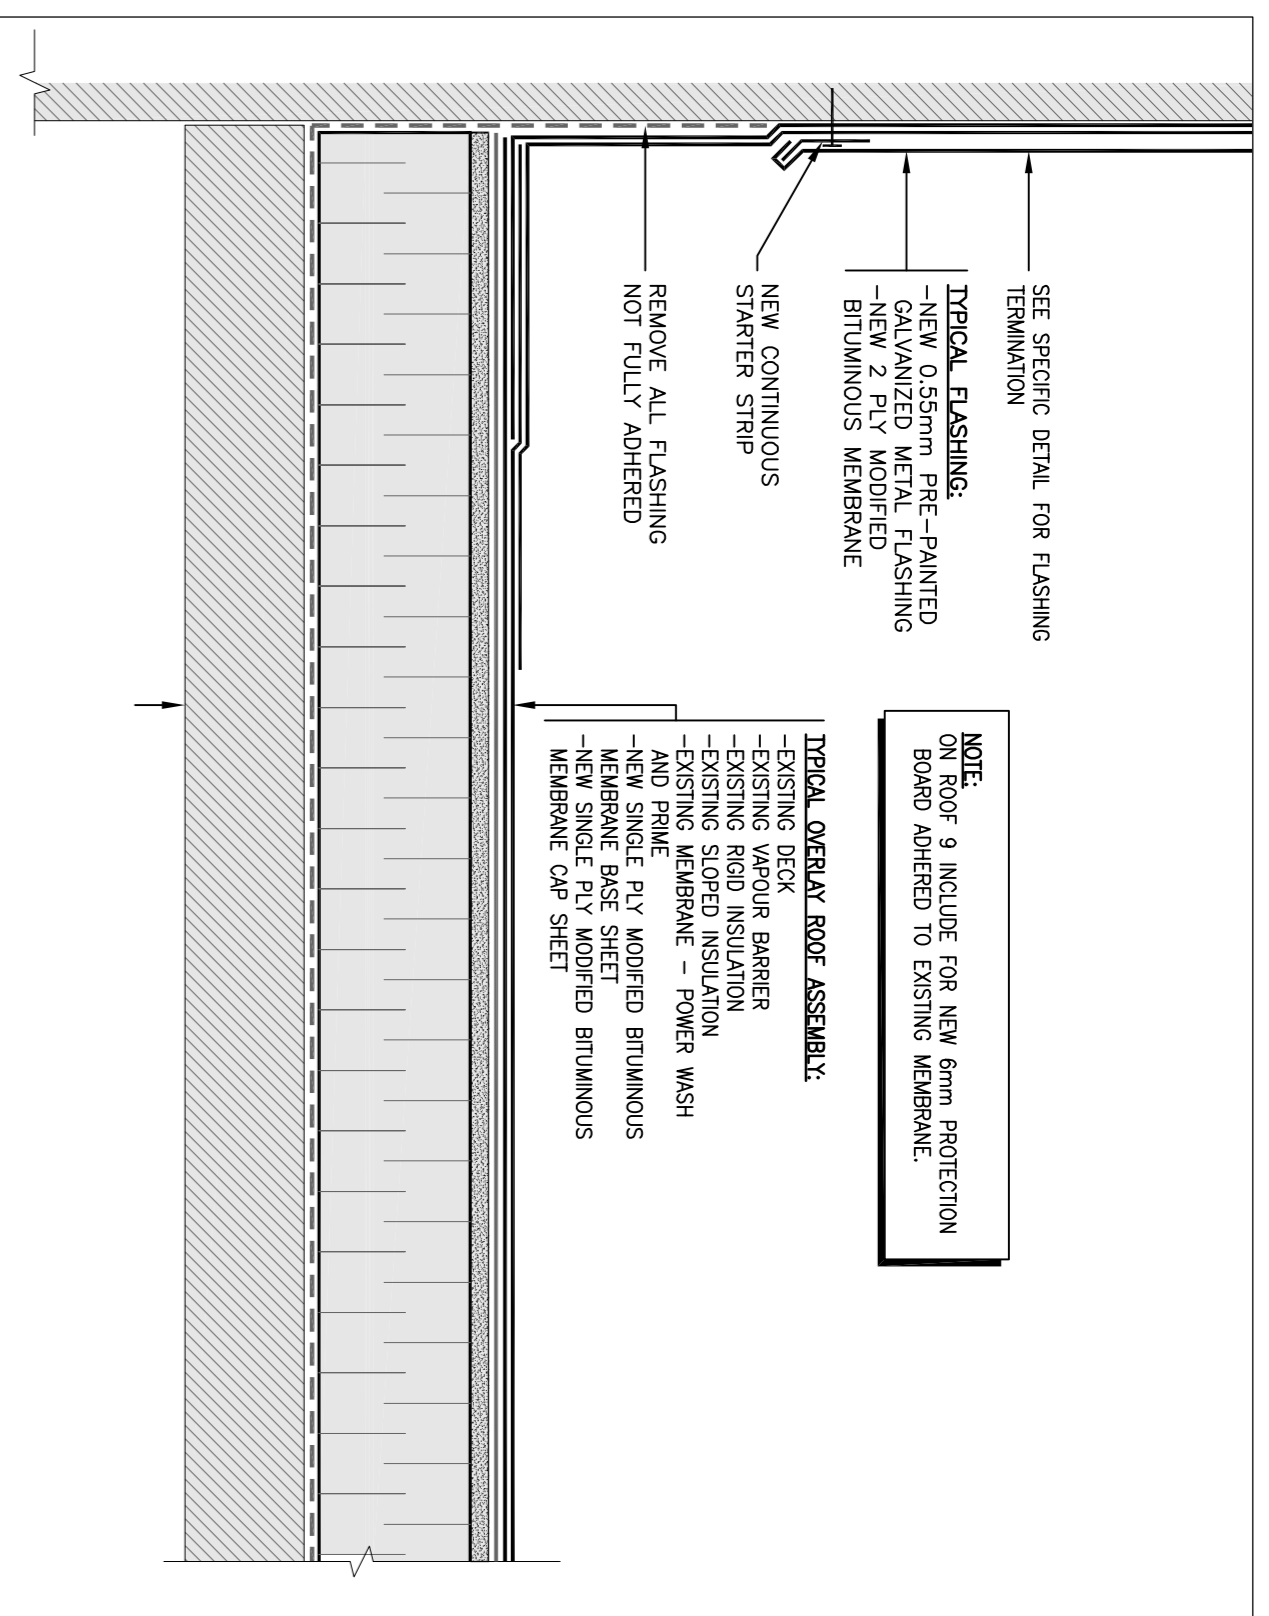 SEE SPECIFIC DETAIL FOR FLASHING
TERMINATION
TYPICAL FLASHING:
-NEW 0.55mm PRE-PAINTED
GALVANIZED METAL FLASHING
-NEW 2 PLY MODIFIED
BITUMINOUS MEMBRANE
NEW CONTINUOUS
STARTER STRIP
REMOVE ALL FLASHING
NOT FULLY ADHERED
NOTE:
ON ROOF 9 INCLUDE FOR NEW 6mm PROTECTION
BOARD ADHERED TO EXISTING MEMBRANE.
TYPICAL OVERLAY ROOF ASSEMBLY:
-EXISTING DECK
-EXISTING VAPOUR BARRIER
-EXISTING RIGID INSULATION
-EXISTING SLOPED INSULATION
-EXISTING MEMBRANE - POWER WASH
AND PRIME
-NEW SINGLE PLY MODIFIED BITUMINOUS
MEMBRANE BASE SHEET
-NEW SINGLE PLY MODIFIED BITUMINOUS
MEMBRANE CAP SHEET